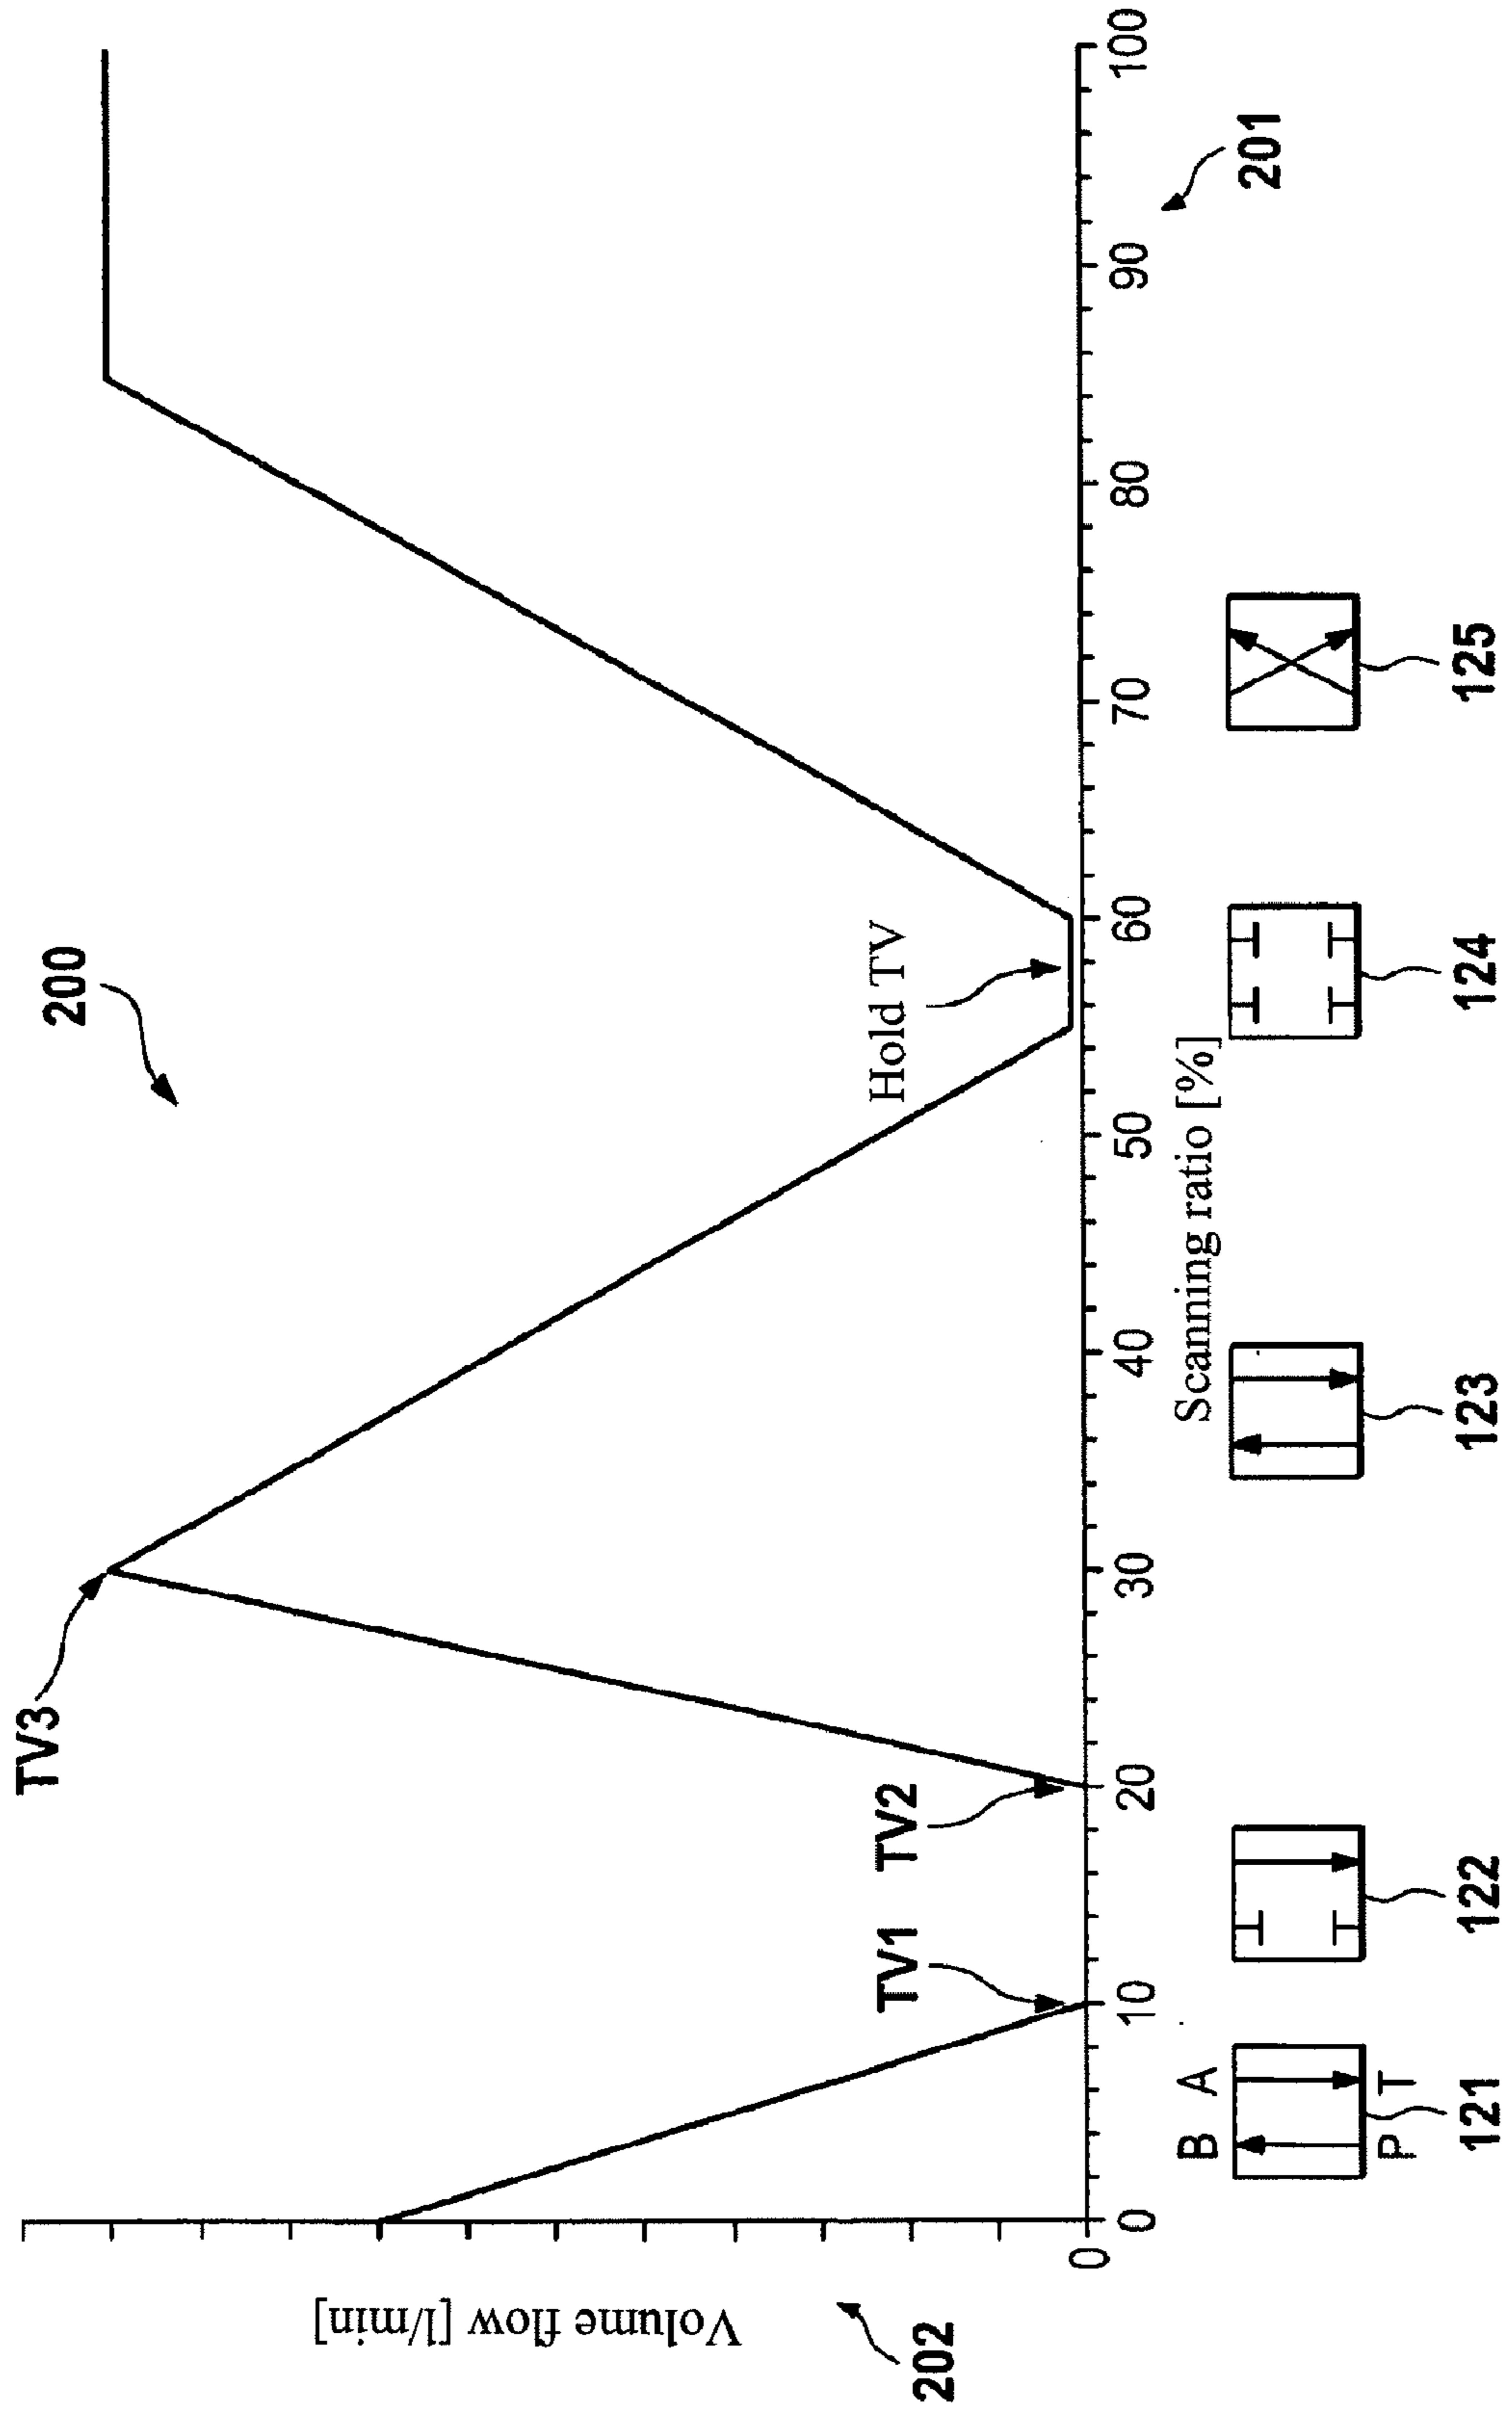 200
TV3
Hold TV
TV1
TV2
Volume flow [l/min]
202
0
0 10 20 30 40 50 60 70 80 90 100
201
Scanning ratio [%]
B A
P T
121 122 123 124 125